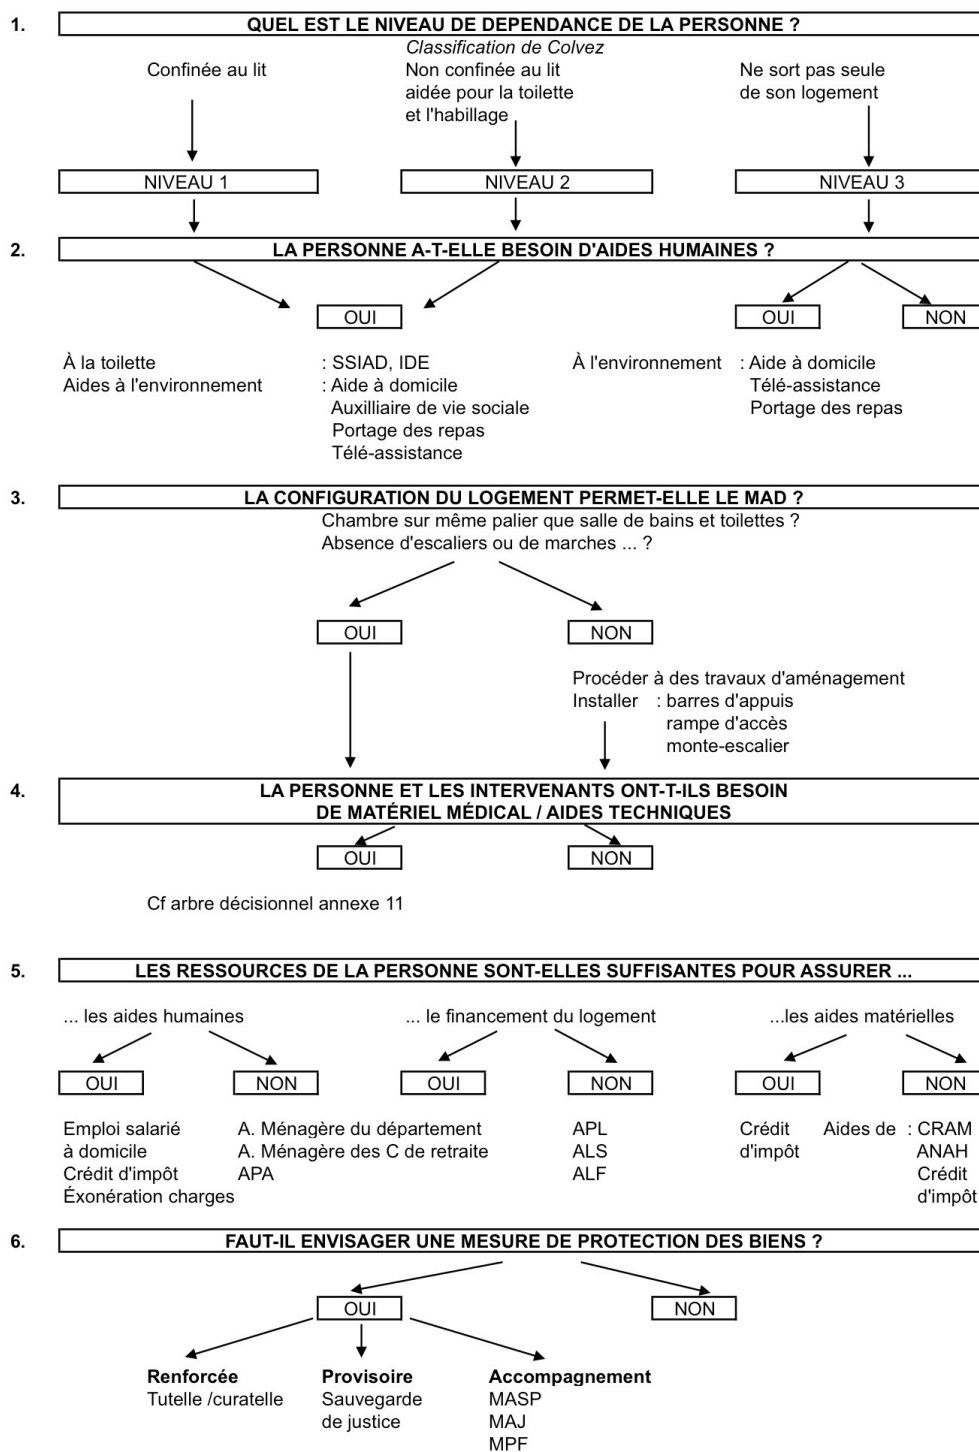 1. QUEL EST LE NIVEAU DE DEPENDANCE DE LA PERSONNE ?
Classification de Colvez
Confinée au lit
Non confinée au lit
aidée pour la toilette
et l'habillage
Ne sort pas seule
de son logement
NIVEAU 1
NIVEAU 2
NIVEAU 3
2. LA PERSONNE A-T-ELLE BESOIN D'AIDES HUMAINES ?
OUI
OUI
NON
À la toilette : SSIAD, IDE
Aides à l'environnement : Aide à domicile
Auxilliaire de vie sociale
Portage des repas
Télé-assistance
À l'environnement : Aide à domicile
Télé-assistance
Portage des repas
3. LA CONFIGURATION DU LOGEMENT PERMET-ELLE LE MAD ?
Chambre sur même palier que salle de bains et toilettes ?
Absence d'escaliers ou de marches ... ?
OUI
NON
Procéder à des travaux d'aménagement
Installer : barres d'appuis
rampe d'accès
monte-escalier
4. LA PERSONNE ET LES INTERVENANTS ONT-T-ILS BESOIN
DE MATÉRIEL MÉDICAL / AIDES TECHNIQUES
OUI
NON
Cf arbre décisionnel annexe 11
5. LES RESSOURCES DE LA PERSONNE SONT-ELLES SUFFISANTES POUR ASSURER ...
... les aides humaines
... le financement du logement
...les aides matérielles
OUI
NON
OUI
NON
OUI
NON
Emploi salarié
à domicile
Crédit d'impôt
Éxonération charges
A. Ménagère du département
A. Ménagère des C de retraite
APA
APL
ALS
ALF
Crédit
d'impôt
Aides de : CRAM
ANAH
Crédit
d'impôt
6. FAUT-IL ENVISAGER UNE MESURE DE PROTECTION DES BIENS ?
OUI
NON
Renforcée
Tutelle /curatelle
Provisoire
Sauvegarde
de justice
Accompagnement
MASP
MAJ
MPF